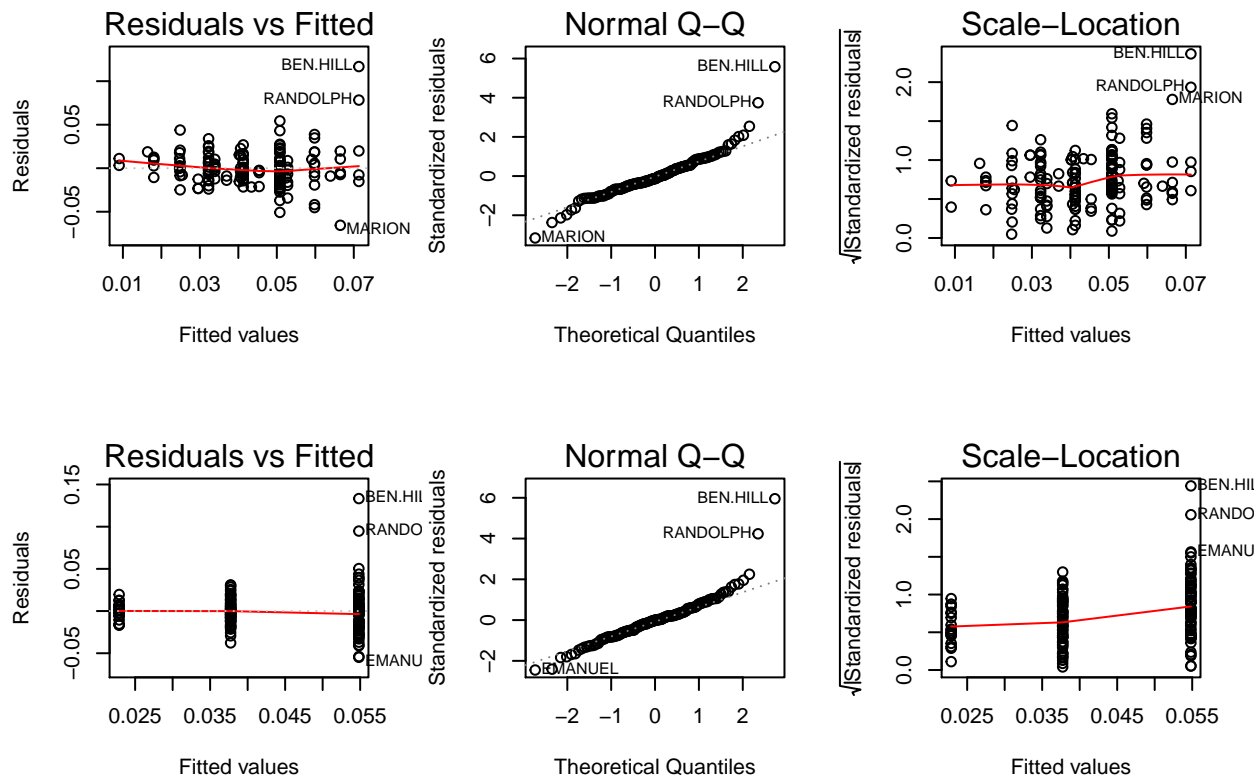 Residuals vs Fitted
Residuals
−0.05
0.05
BEN.HILL
RANDOLPH
MARION
0.01
0.03
0.05
0.07
Fitted values
Normal Q−Q
Standardized residuals
−2
0
2
4
6
BEN.HILL
RANDOLPH
MARION
−2
−1
0
1
2
Theoretical Quantiles
Scale−Location
√|Standardized residuals|
0.0
1.0
2.0
BEN.HILL
RANDOLPH
MARION
0.01
0.03
0.05
0.07
Fitted values
Residuals vs Fitted
Residuals
−0.05
0.05
0.15
BEN.HIL
RANDO
EMANU
0.025
0.035
0.045
0.055
Fitted values
Normal Q−Q
Standardized residuals
−2
0
2
4
6
BEN.HILL
RANDOLPH
EMANUEL
−2
−1
0
1
2
Theoretical Quantiles
Scale−Location
√|Standardized residuals|
0.0
1.0
2.0
BEN.HIL
RANDO
EMANU
0.025
0.035
0.045
0.055
Fitted values